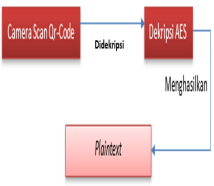 Camera Scan Qr-Code
Didekripsi
Dekripsi AES
Menghasilkan
Plaintext